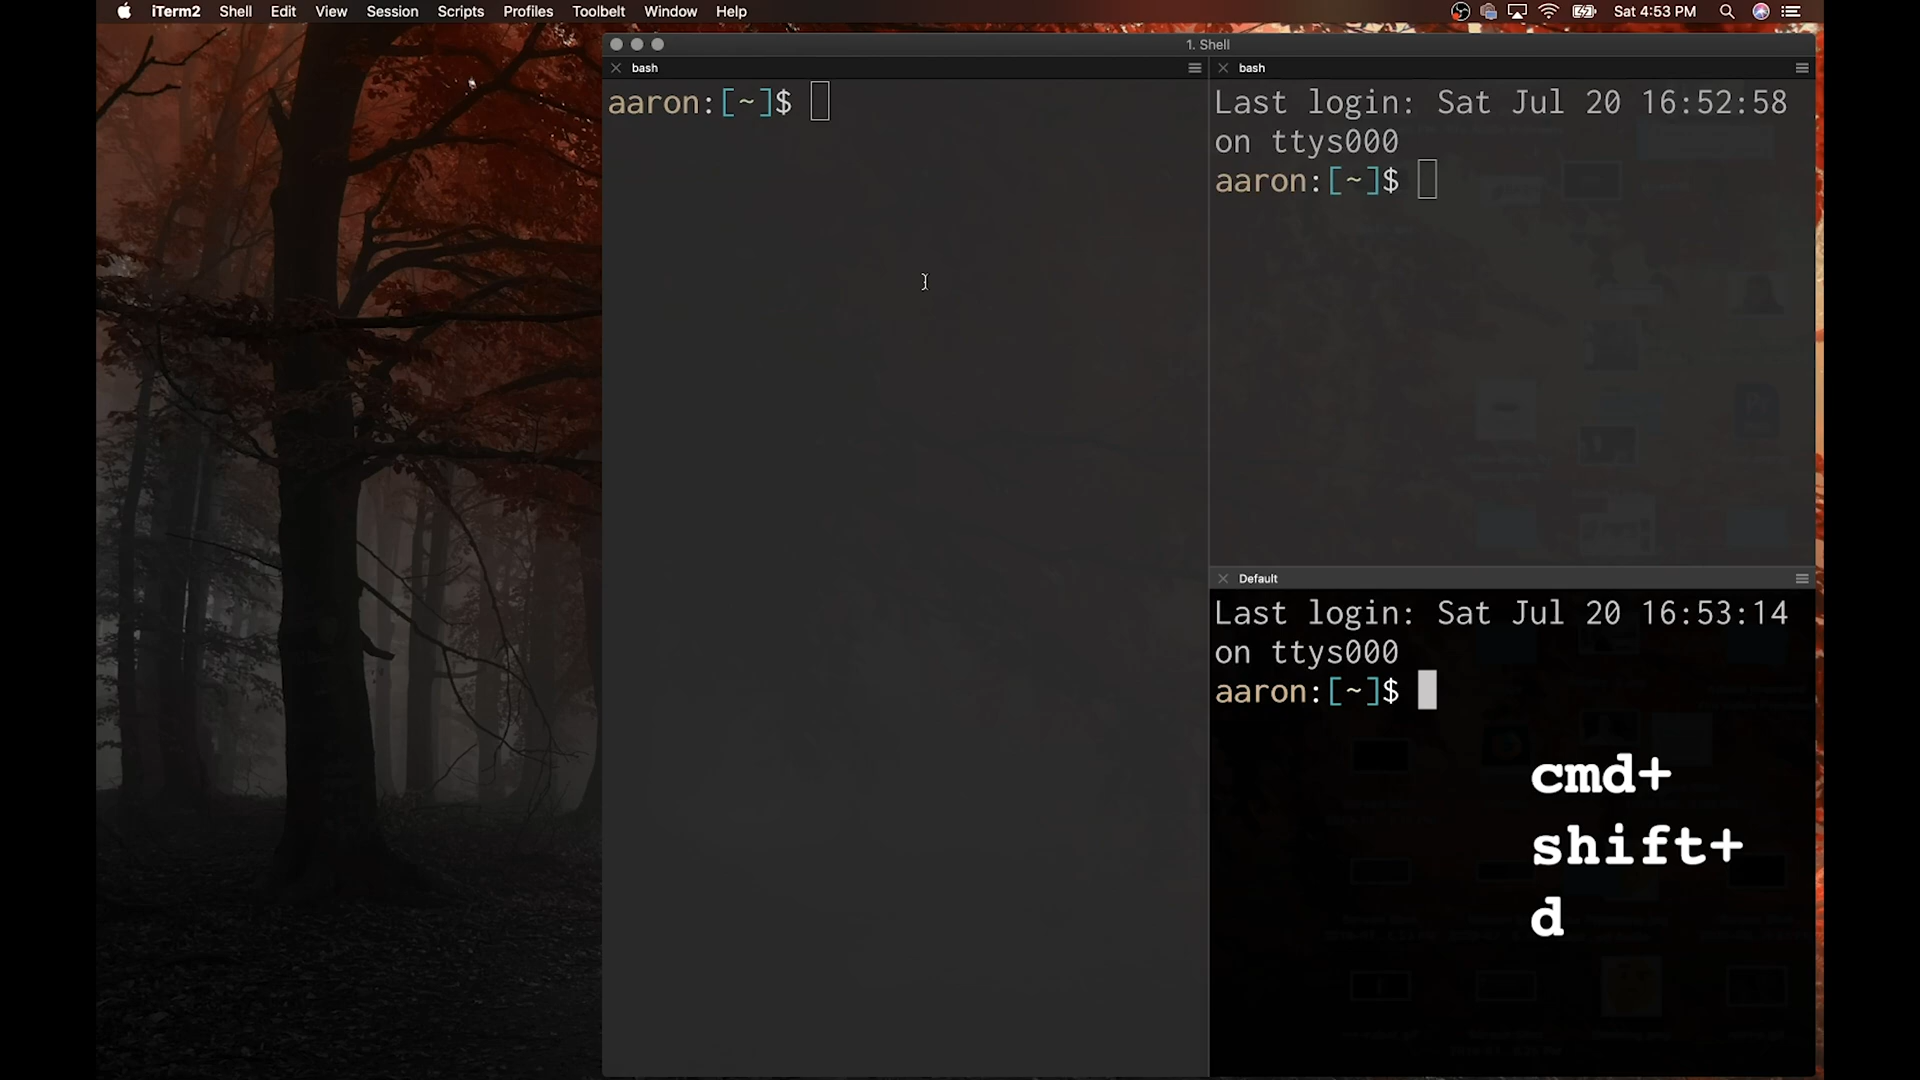 iTerm2 Shell Edit View Session Scripts Profiles Toolbelt Window Help Sat 4:53 PM
1. Shell
bash
aaron:[~]$
bash
Last login: Sat Jul 20 16:52:58
on ttys000
aaron:[~]$
Default
Last login: Sat Jul 20 16:53:14
on ttys000
aaron:[~]$
cmd+
shift+
d